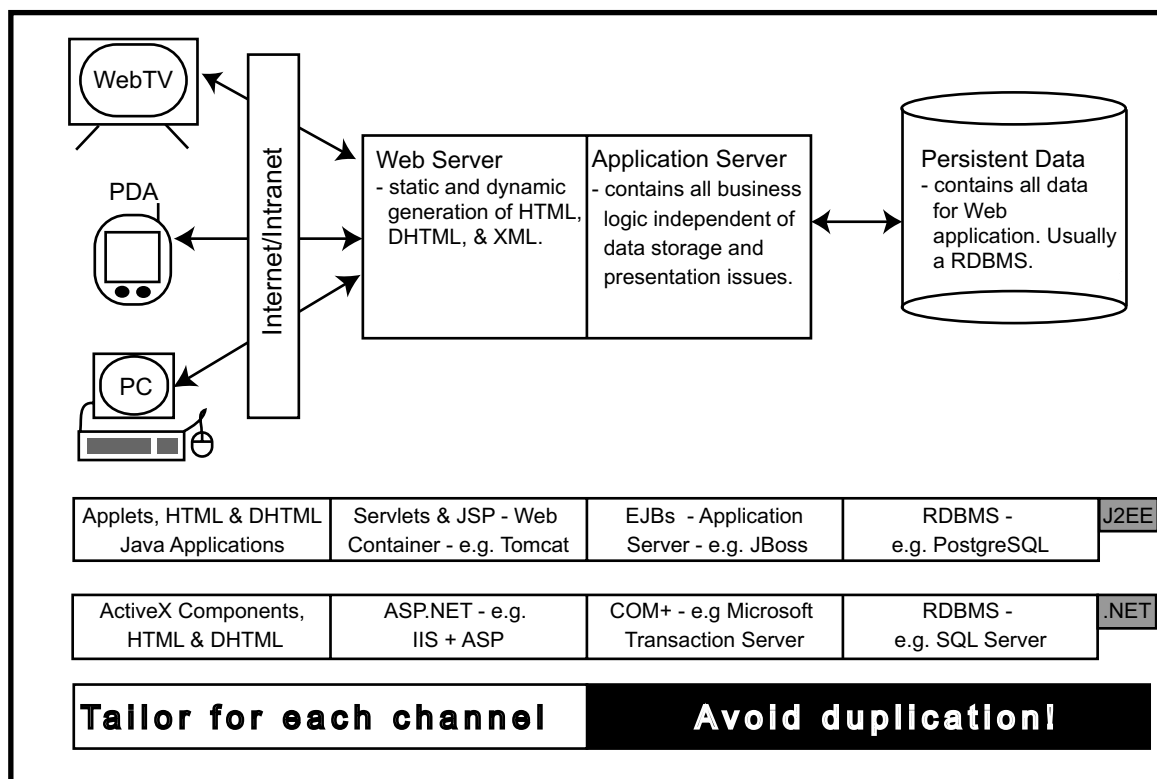 WebTV
PDA
PC
Internet/Intranet
Web Server
- static and dynamic
generation of HTML,
DHTML, & XML.
Application Server
- contains all business
logic independent of
data storage and
presentation issues.
Persistent Data
- contains all data
for Web
application. Usually
a RDBMS.
Applets, HTML & DHTML
Java Applications
Servlets & JSP - Web
Container - e.g. Tomcat
EJBs - Application
Server - e.g. JBoss
RDBMS -
e.g. PostgreSQL
J2EE
ActiveX Components,
HTML & DHTML
ASP.NET - e.g.
IIS + ASP
COM+ - e.g Microsoft
Transaction Server
RDBMS -
e.g. SQL Server
.NET
Tailor for each channel
Avoid duplication!